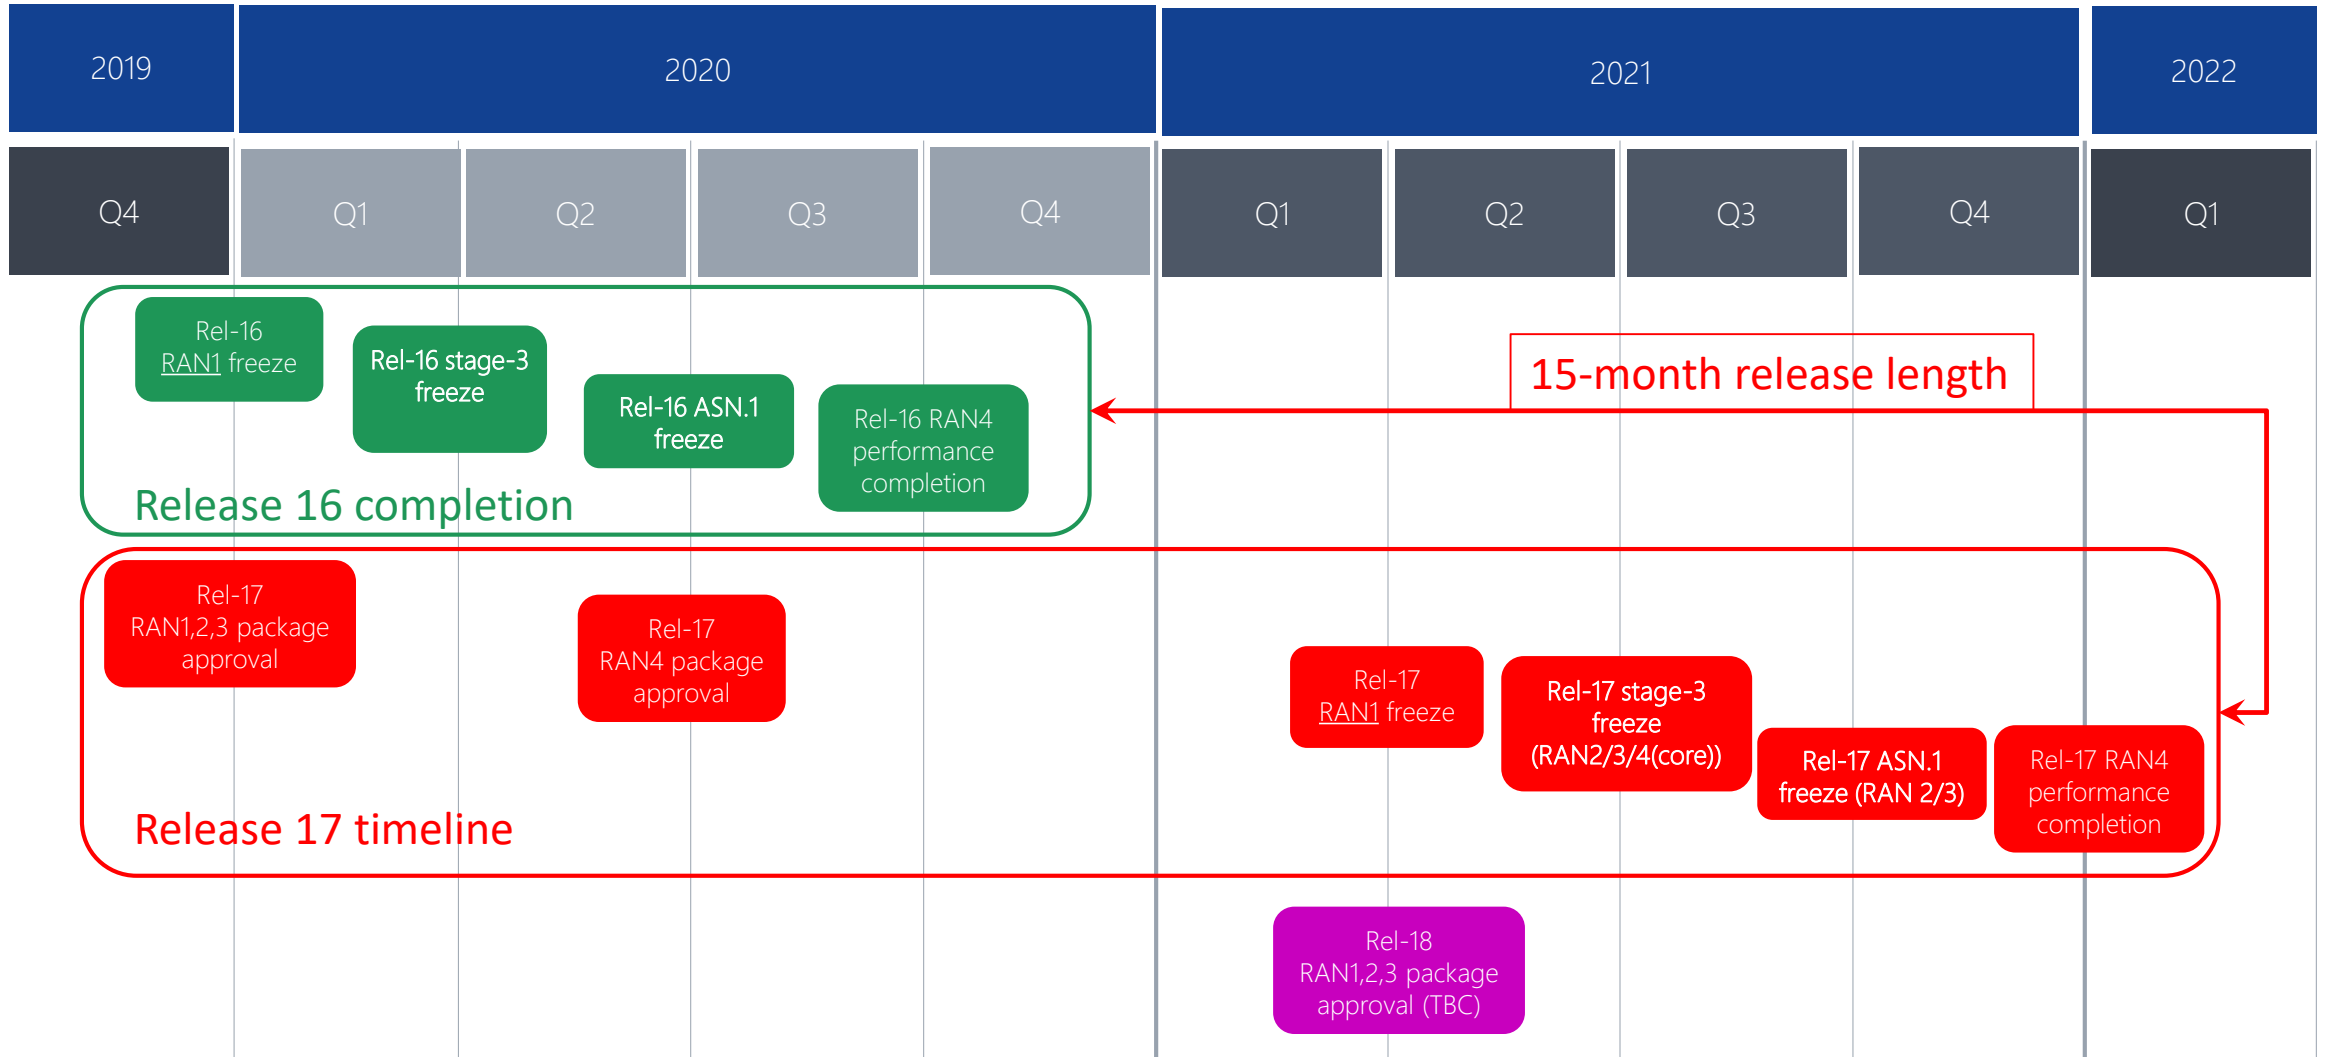 2019
2020
2021
2022
Q4
Q1
Q2
Q3
Q4
Q1
Q2
Q3
Q4
Q1
Rel-16
RAN1 freeze
Rel-16 stage-3
freeze
Rel-16 ASN.1
freeze
Rel-16 RAN4
performance
completion
Release 16 completion
15-month release length
Rel-17
RAN1,2,3 package
approval
Rel-17
RAN4 package
approval
Rel-17
RAN1 freeze
Rel-17 stage-3
freeze
(RAN2/3/4(core))
Rel-17 ASN.1
freeze (RAN 2/3)
Rel-17 RAN4
performance
completion
Release 17 timeline
Rel-18
RAN1,2,3 package
approval (TBC)